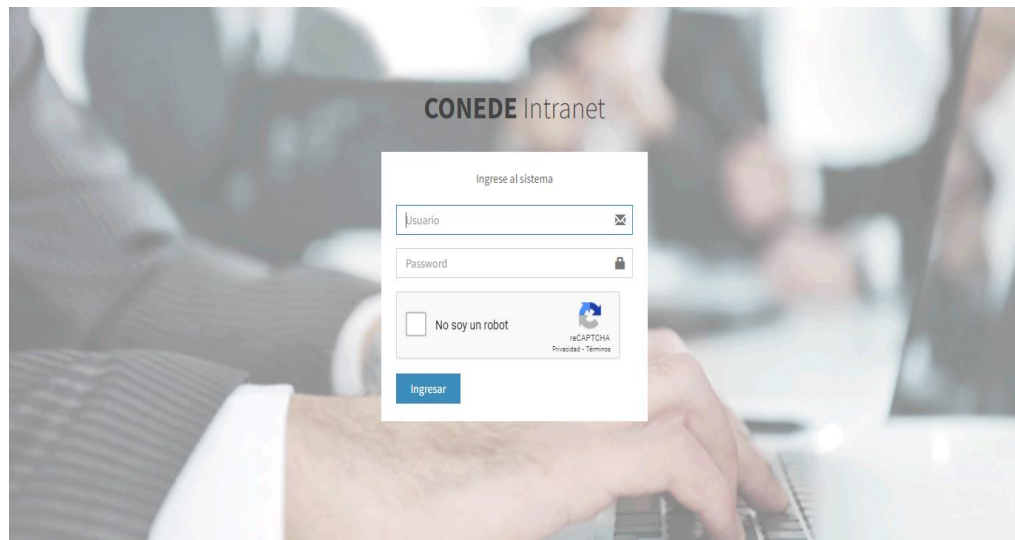 CONEDE Intranet
Ingrese al sistema
Usuario
Password
No soy un robot
reCAPTCHA
Privacidad - Términos
Ingresar